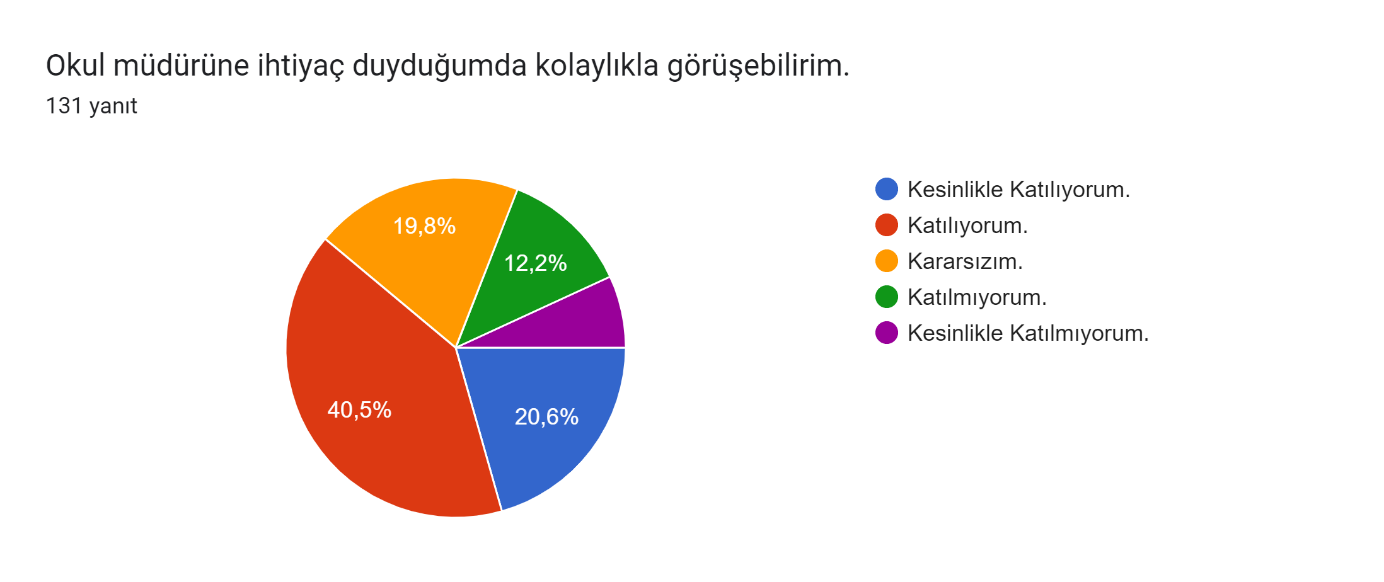 Okul müdürüne ihtiyaç duyduğumda kolaylıkla görüşebilirim.
131 yanıt
19,8%
12,2%
40,5%
20,6%
Kesinlikle Katılıyorum.
Katılıyorum.
Kararsızım.
Katılmıyorum.
Kesinlikle Katılmıyorum.